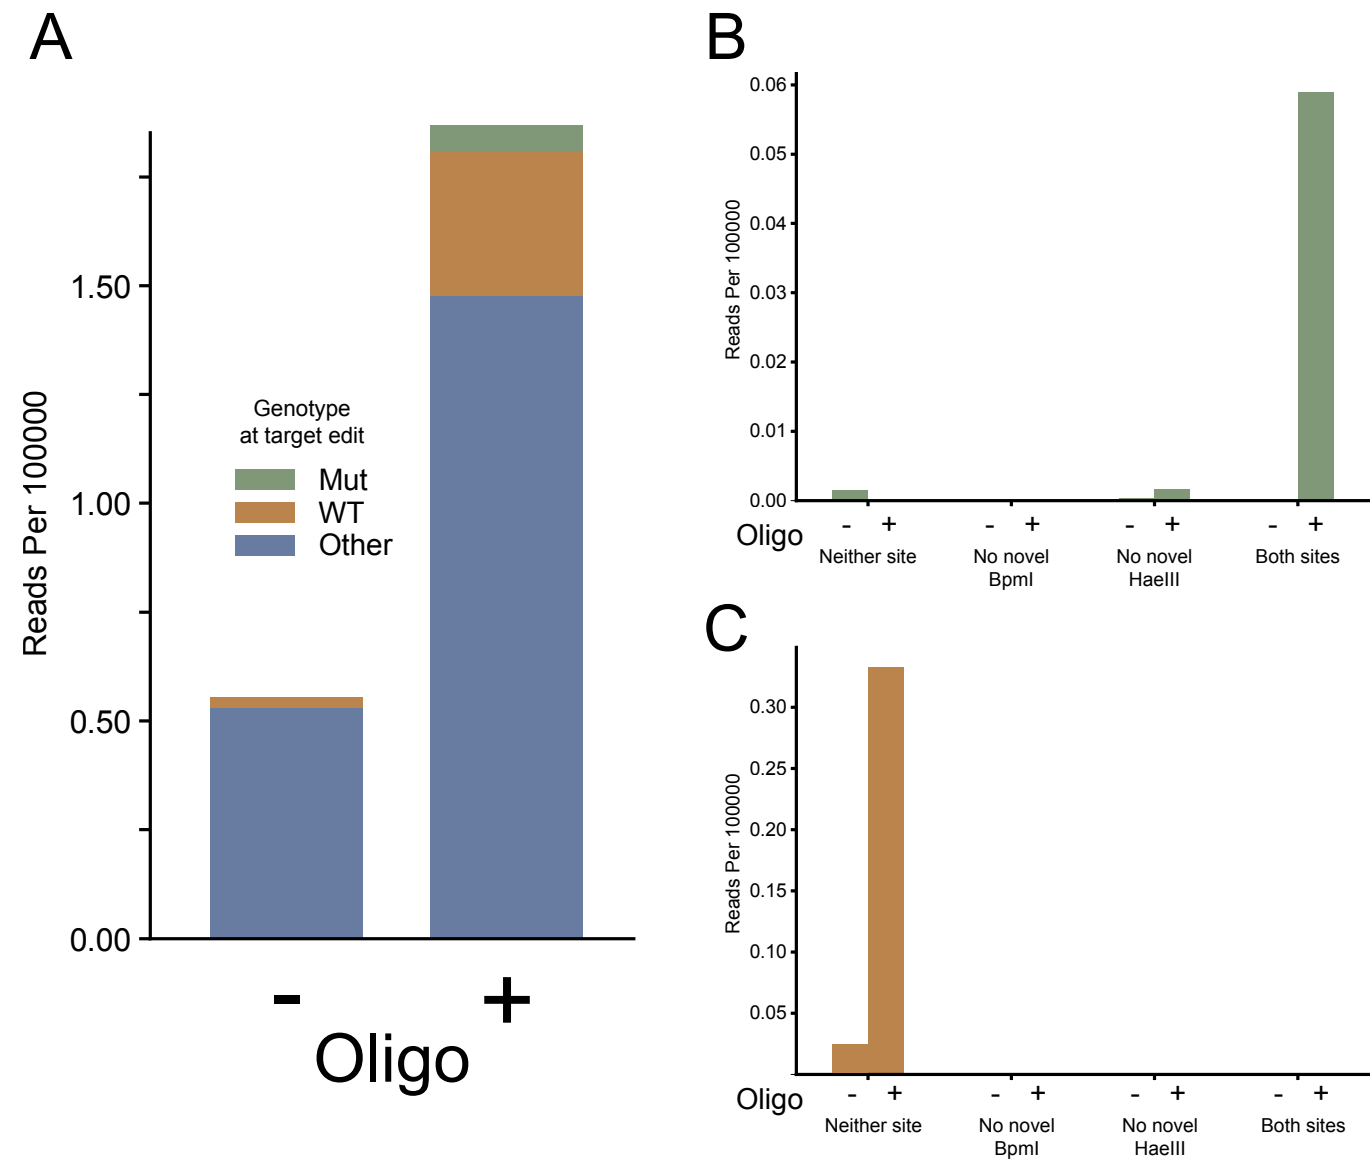 A
Reads Per 100000
1.50
1.00
0.50
0.00
Genotype
at target edit
Mut
WT
Other
- +
Oligo
B
Reads Per 100000
0.06
0.05
0.04
0.03
0.02
0.01
0.00
Oligo - + - + - + - +
Neither site No novel BpmI No novel HaeIII Both sites
C
Reads Per 100000
0.30
0.25
0.20
0.15
0.10
0.05
Oligo - + - + - + - +
Neither site No novel BpmI No novel HaeIII Both sites